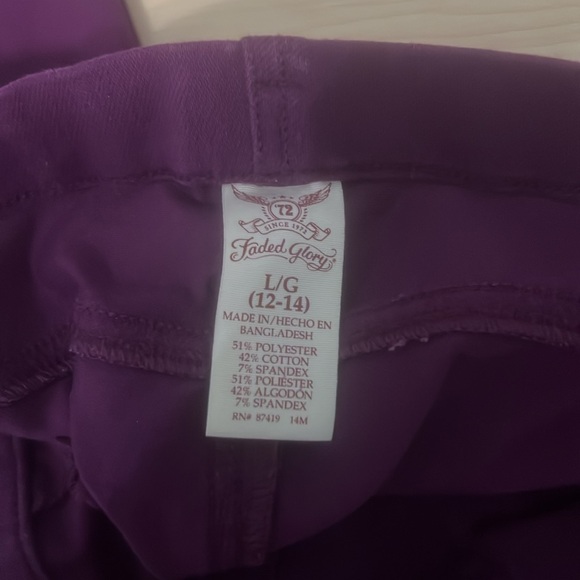 '72
SINCE 1972
Faded Glory
L/G
(12-14)
MADE IN/HECHO EN
BANGLADESH
51% POLYESTER
42% COTTON
7% SPANDEX
51% POLIÉSTER
42% ALGODÓN
7% SPANDEX
RN# 87419 14M